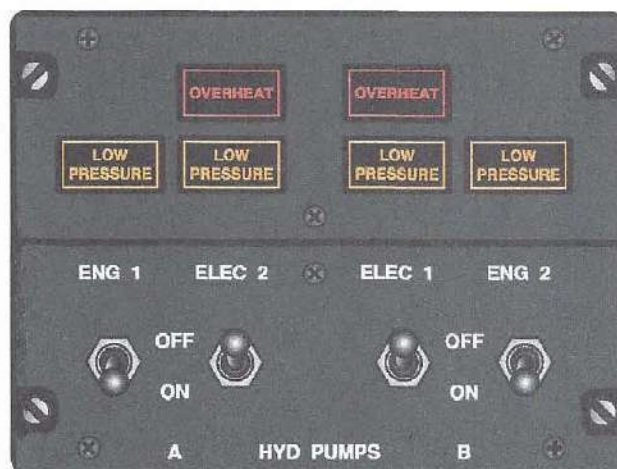 OVERHEAT OVERHEAT
LOW PRESSURE LOW PRESSURE LOW PRESSURE LOW PRESSURE
ENG 1 ELEC 2 ELEC 1 ENG 2
OFF OFF
ON ON
A HYD PUMPS B